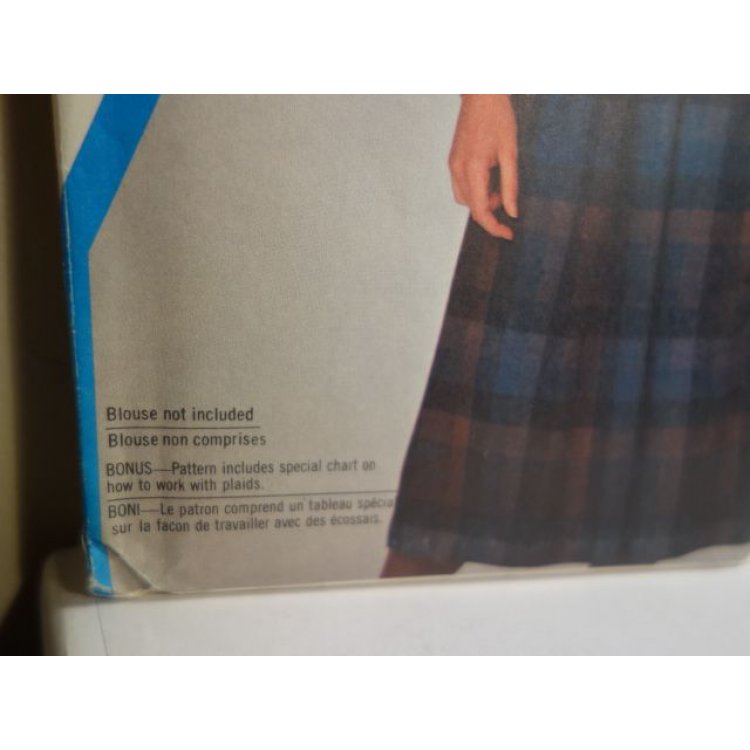 Blouse not included
Blouse non comprises
BONUS—Pattern includes special chart on
how to work with plaids.
BONI—Le patron comprend un tableau spécia
sur la facon de travailler avec des écossais.